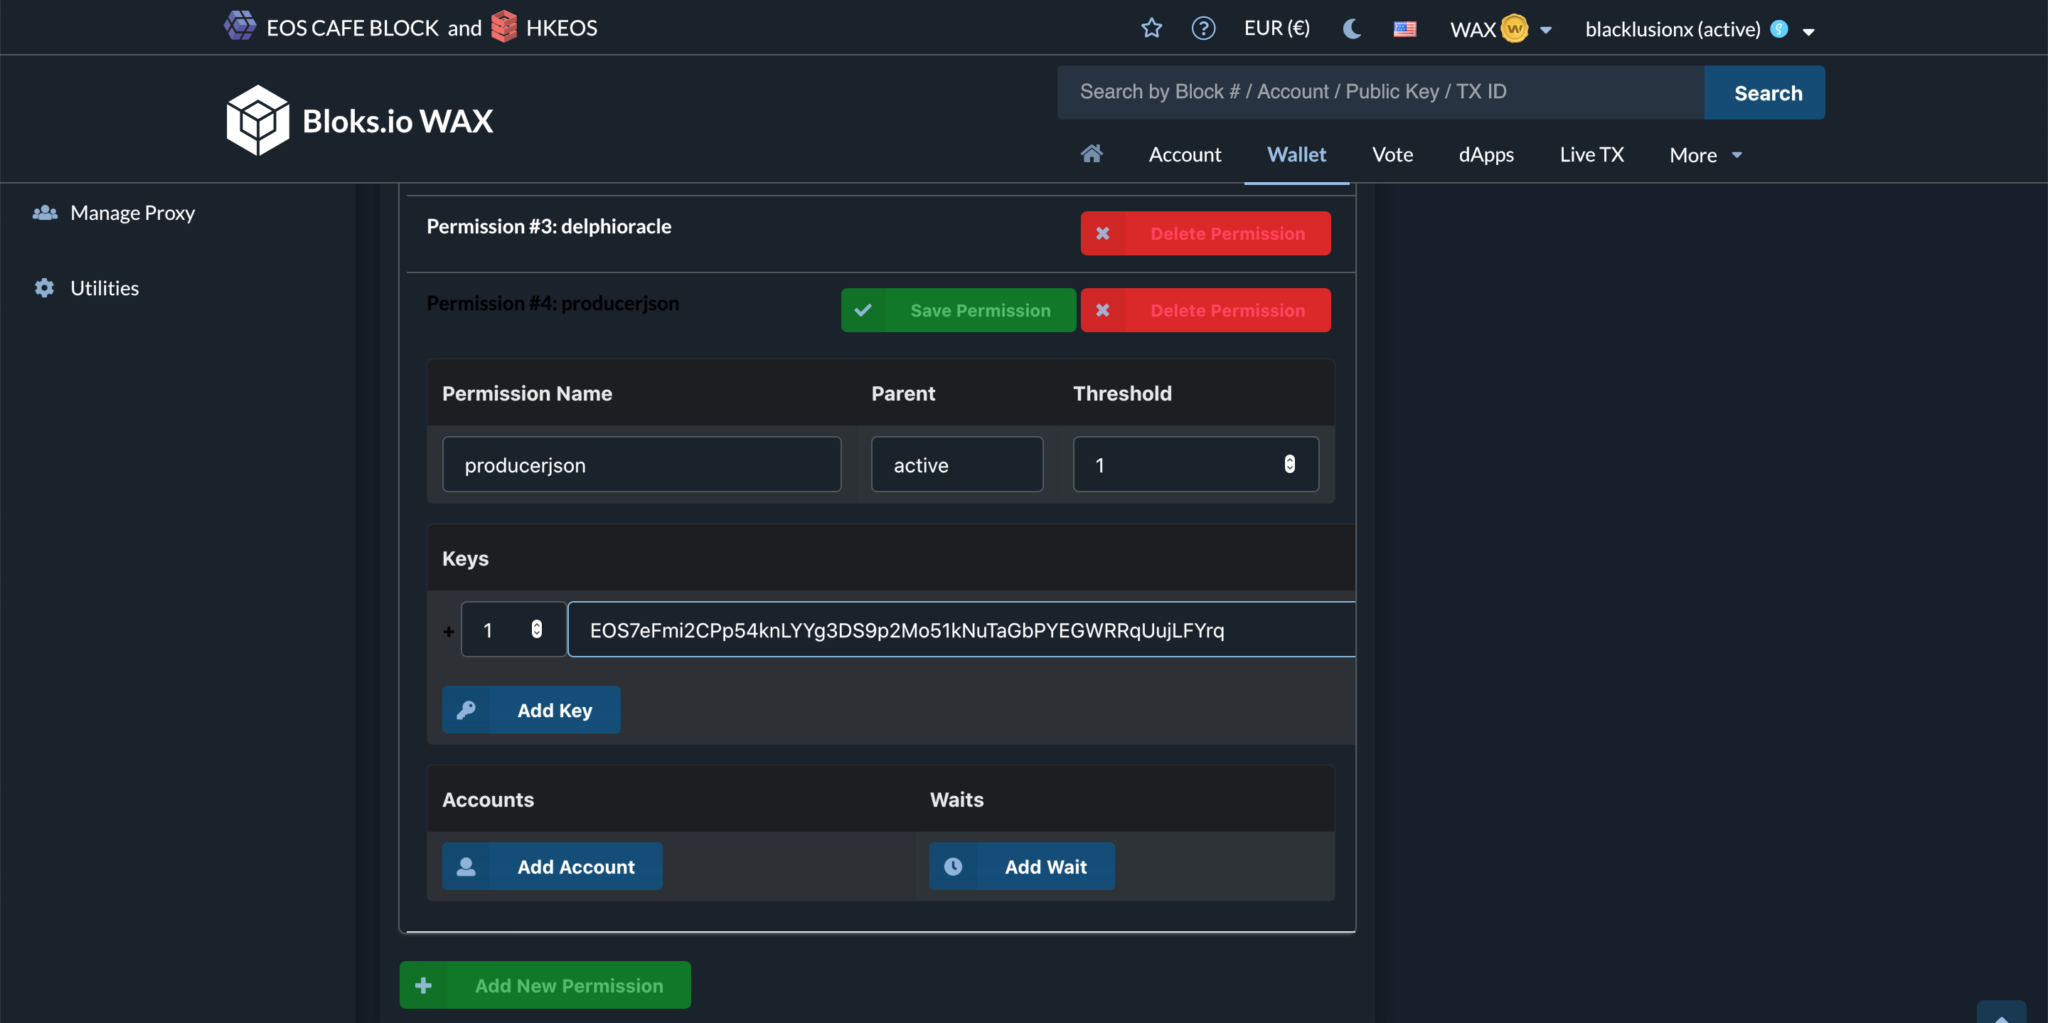 EOS CAFE BLOCK and HKEOS
EUR (€)
WAX
blacklusionx (active)
Bloks.io WAX
Search by Block # / Account / Public Key / TX ID
Search
Account
Wallet
Vote
dApps
Live TX
More
Manage Proxy
Utilities
Permission #3: delphioracle
Delete Permission
Permission #4: producerjson
Save Permission
Delete Permission
Permission Name
Parent
Threshold
producerjson
active
1
Keys
+ 1
EOS7eFmi2CPp54knLYYg3DS9p2Mo51kNuTaGbPYEGWRRqUujLFYrq
Add Key
Accounts
Waits
Add Account
Add Wait
Add New Permission